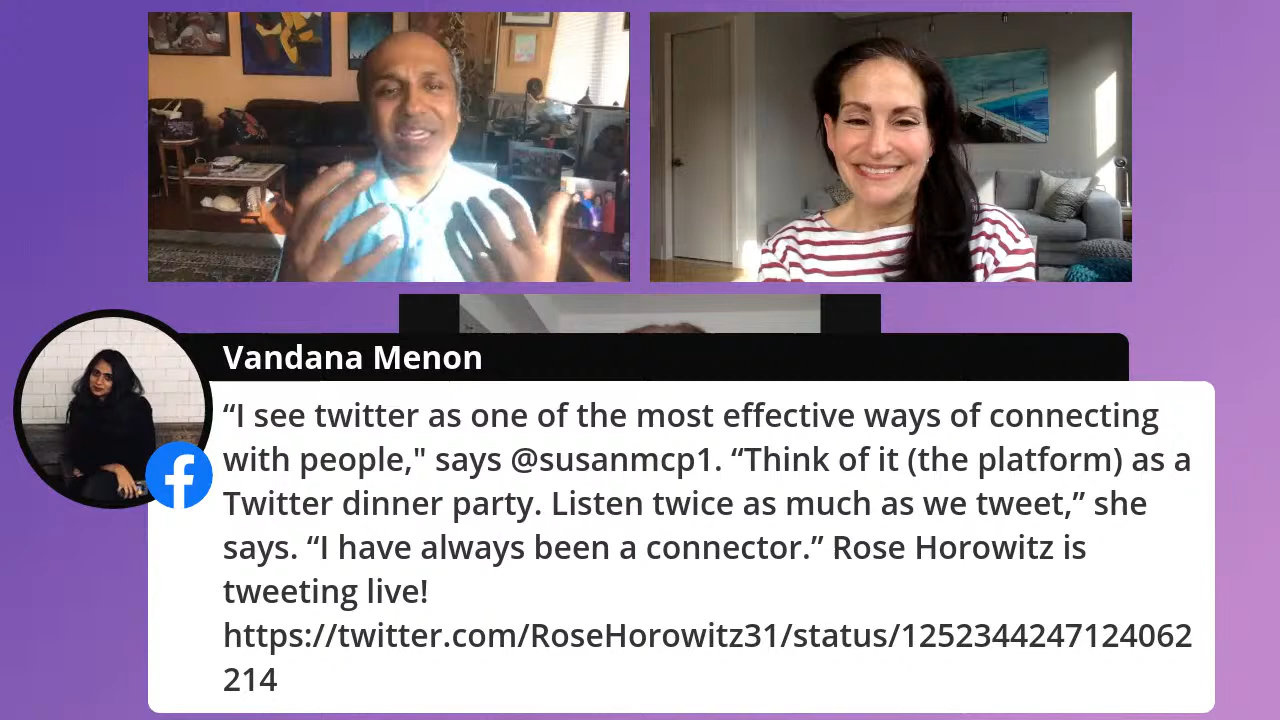 Vandana Menon
“I see twitter as one of the most effective ways of connecting
with people," says @susanmcp1. “Think of it (the platform) as a
Twitter dinner party. Listen twice as much as we tweet,” she
says. “I have always been a connector.” Rose Horowitz is
tweeting live!
https://twitter.com/RoseHorowitz31/status/1252344247124062
214